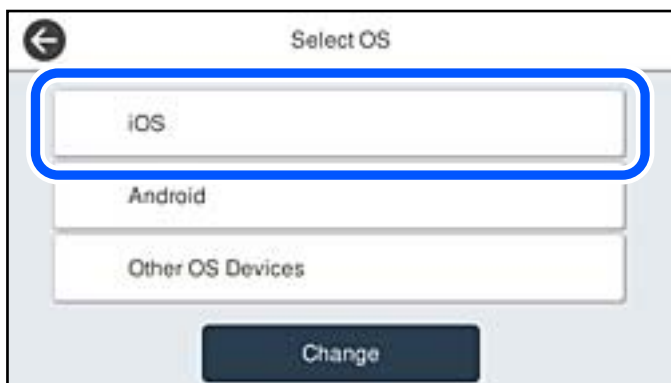 Select OS
iOS
Android
Other OS Devices
Change